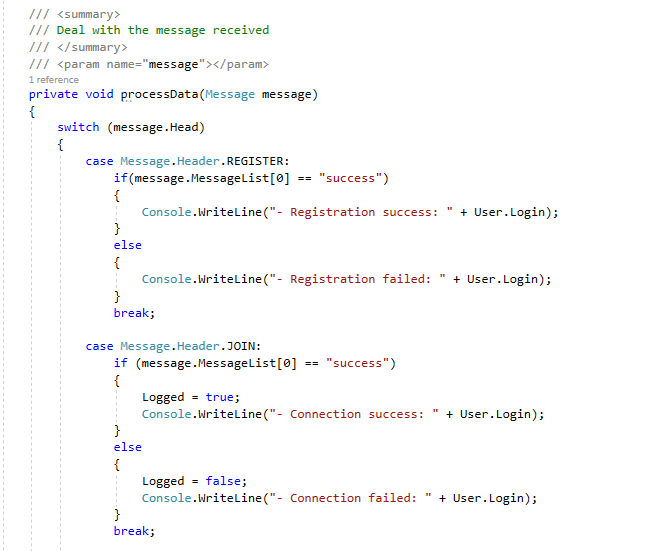 /// <summary>
/// Deal with the message received
/// </summary>
/// <param name="message"></param>
1 reference
private void processData(Message message)
{
    switch (message.Head)
    {
        case Message.Header.REGISTER:
            if(message.MessageList[0] == "success")
            {
                Console.WriteLine("- Registration success: " + User.Login);
            }
            else
            {
                Console.WriteLine("- Registration failed: " + User.Login);
            }
            break;

        case Message.Header.JOIN:
            if (message.MessageList[0] == "success")
            {
                Logged = true;
                Console.WriteLine("- Connection success: " + User.Login);
            }
            else
            {
                Logged = false;
                Console.WriteLine("- Connection failed: " + User.Login);
            }
            break;